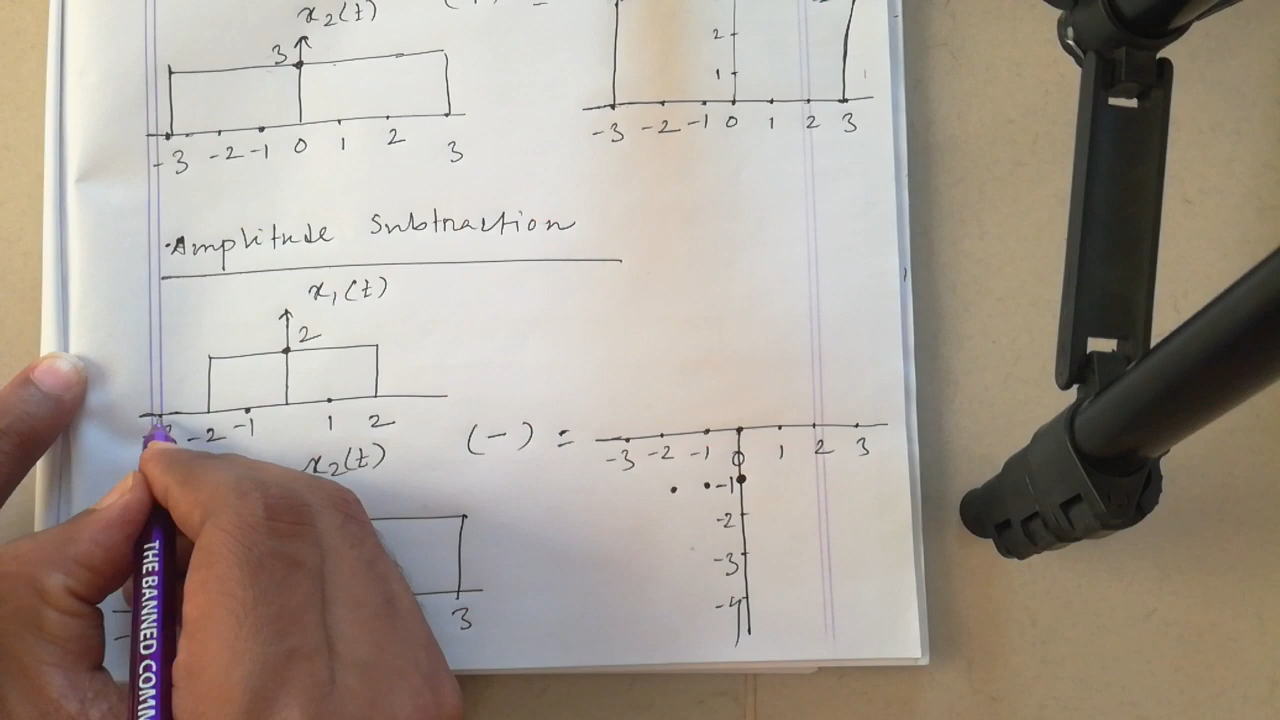 x₂(t)
3
-3 -2 -1 0 1 2 3
2
1
-3 -2 -1 0 1 2 3
Amplitude Subtraction
x₁(t)
2
-2 -1 1 2
x₂(t)
3
(-) =
-3 -2 -1 0 1 2 3
-1
-2
-3
-4
THE BANNED COMM